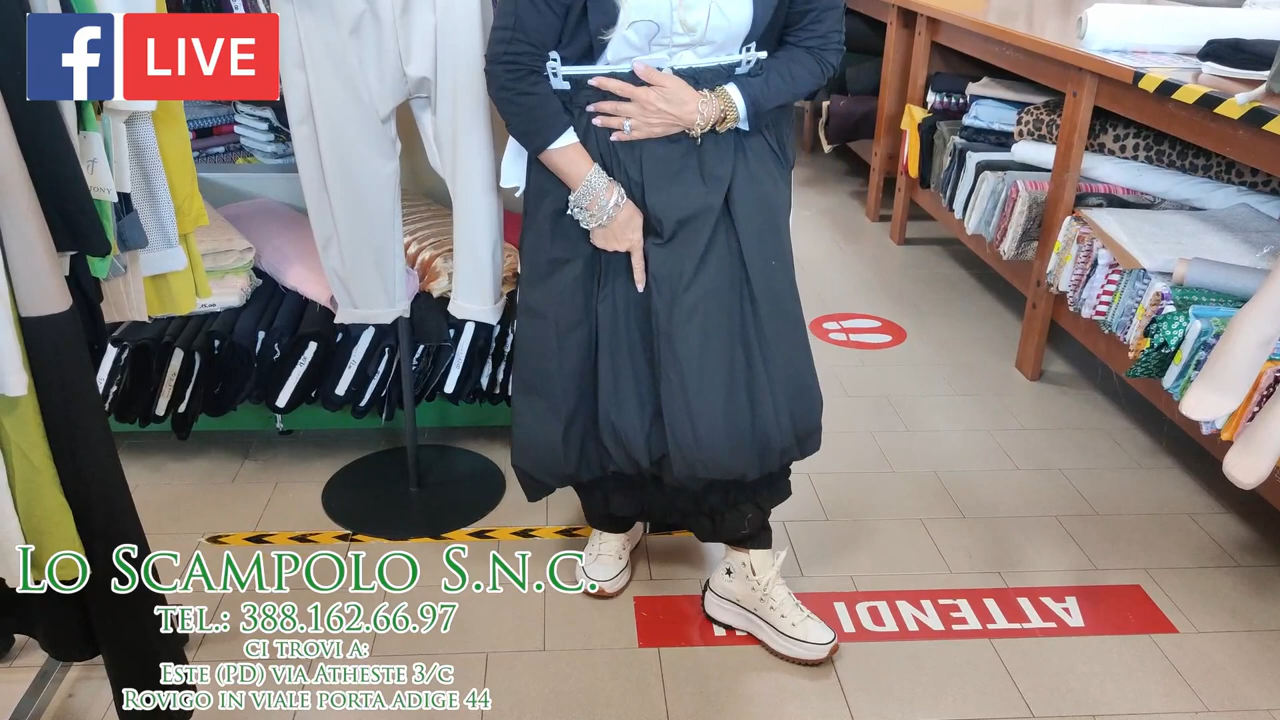 f LIVE
LO SCAMPOLO S.N.C.
TEL.: 388.162.66.97
CI TROVI A:
ESTE (PD) VIA ATHESTE 3/C
ROVIGO IN VIALE PORTA ADIGE 44
ATTENDI